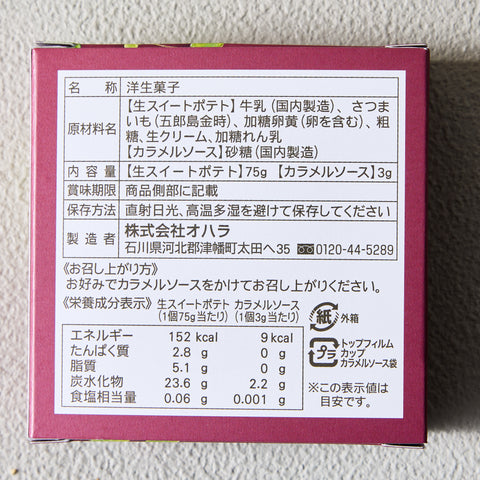 名称 洋生菓子
原材料名 【生スイートポテト】牛乳(国内製造)、さつま
いも(五郎島金時)、加糖卵黄(卵を含む)、粗
糖、生クリーム、加糖れん乳
【カラメルソース】砂糖(国内製造)
内容量 【生スイートポテト】75g 【カラメルソース】3g
賞味期限 商品側部に記載
保存方法 直射日光、高温多湿を避けて保存してください
製造者 株式会社オハラ
石川県河北郡津幡町太田へ35 0120-44-5289
《お召し上がり方》
お好みでカラメルソースをかけてお召し上がりください。
《栄養成分表示》 生スイートポテト カラメルソース
(1個75g当たり) (1個3g当たり)
エネルギー 152 kcal 9 kcal
たんぱく質 2.8 g 0 g
脂質 5.1 g 0 g
炭水化物 23.6 g 2.2 g
食塩相当量 0.06 g 0.001 g
紙 外箱
プラ トップフィルム
カップ
カラメルソース袋
※この表示値は
目安です。